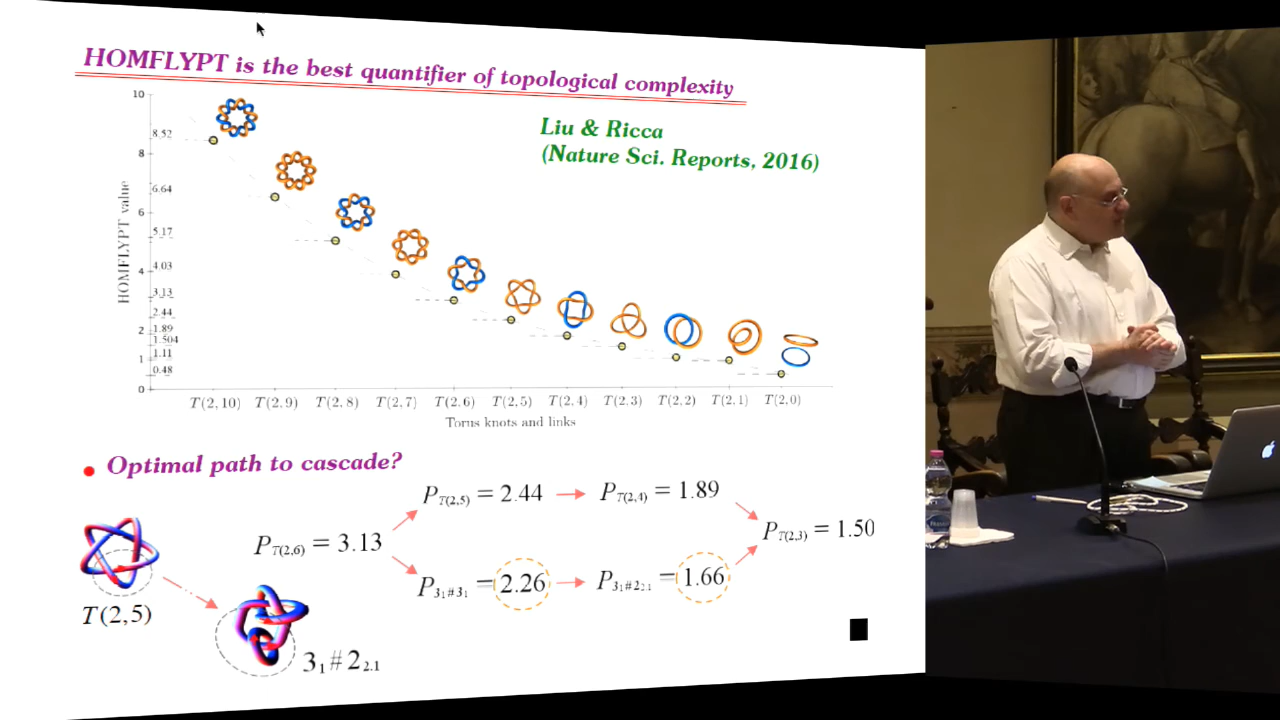 HOMFLYPT is the best quantifier of topological complexity
Liu & Ricca
(Nature Sci. Reports, 2016)
HOMFLYPT value
10
8.52
8
6.64
6
5.17
4.03
4
3.13
2.44
2
1.89
1.504
1.11
1
0.48
0
T(2,10) T(2,9) T(2,8) T(2,7) T(2,6) T(2,5) T(2,4) T(2,3) T(2,2) T(2,1) T(2,0)
Torus knots and links
• Optimal path to cascade?
P_T(2,5) = 2.44 → P_T(2,4) = 1.89
P_T(2,6) = 3.13
P_T(2,3) = 1.50
P_3₁#3₁ = 2.26 → P_3₁#2₂.₁ = 1.66
T(2,5)
3₁#2₂.₁